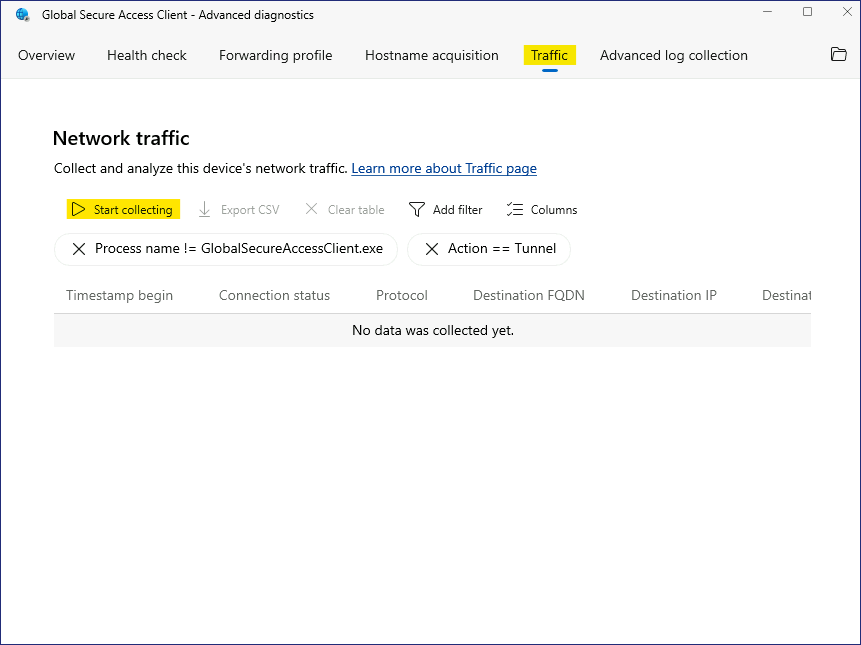 Global Secure Access Client - Advanced diagnostics
Overview Health check Forwarding profile Hostname acquisition Traffic Advanced log collection
Network traffic
Collect and analyze this device's network traffic. Learn more about Traffic page
Start collecting Export CSV Clear table Add filter Columns
Process name != GlobalSecureAccessClient.exe Action == Tunnel
Timestamp begin Connection status Protocol Destination FQDN Destination IP Destinat
No data was collected yet.